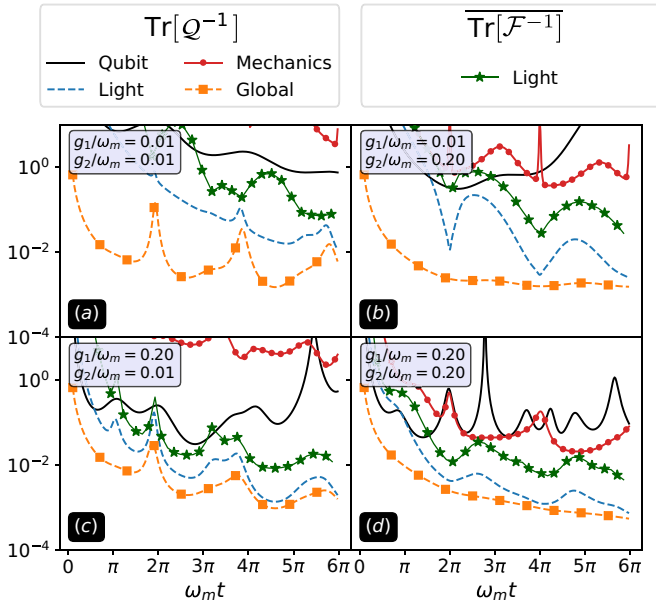 Tr[𝒬⁻¹]
Qubit
Mechanics
Light
Global
Tr[ℱ⁻¹]
Light
g₁/ωₘ = 0.01
g₂/ωₘ = 0.01
g₁/ωₘ = 0.01
g₂/ωₘ = 0.20
10⁰
10⁻²
(a)
(b)
10⁻⁴
g₁/ωₘ = 0.20
g₂/ωₘ = 0.01
g₁/ωₘ = 0.20
g₂/ωₘ = 0.20
10⁰
10⁻²
(c)
(d)
10⁻⁴
0 π 2π 3π 4π 5π 6π
0 π 2π 3π 4π 5π 6π
ωₘt
ωₘt